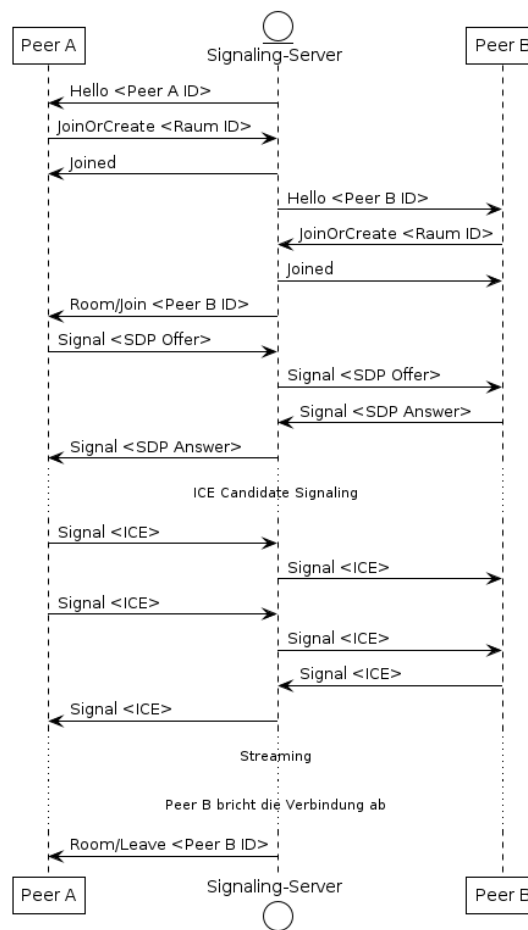 Peer A
Signaling-Server
Peer B
Hello <Peer A ID>
JoinOrCreate <Raum ID>
Joined
Hello <Peer B ID>
JoinOrCreate <Raum ID>
Joined
Room/Join <Peer B ID>
Signal <SDP Offer>
Signal <SDP Offer>
Signal <SDP Answer>
Signal <SDP Answer>
ICE Candidate Signaling
Signal <ICE>
Signal <ICE>
Signal <ICE>
Signal <ICE>
Signal <ICE>
Signal <ICE>
Streaming
Peer B bricht die Verbindung ab
Room/Leave <Peer B ID>
Peer A
Signaling-Server
Peer B